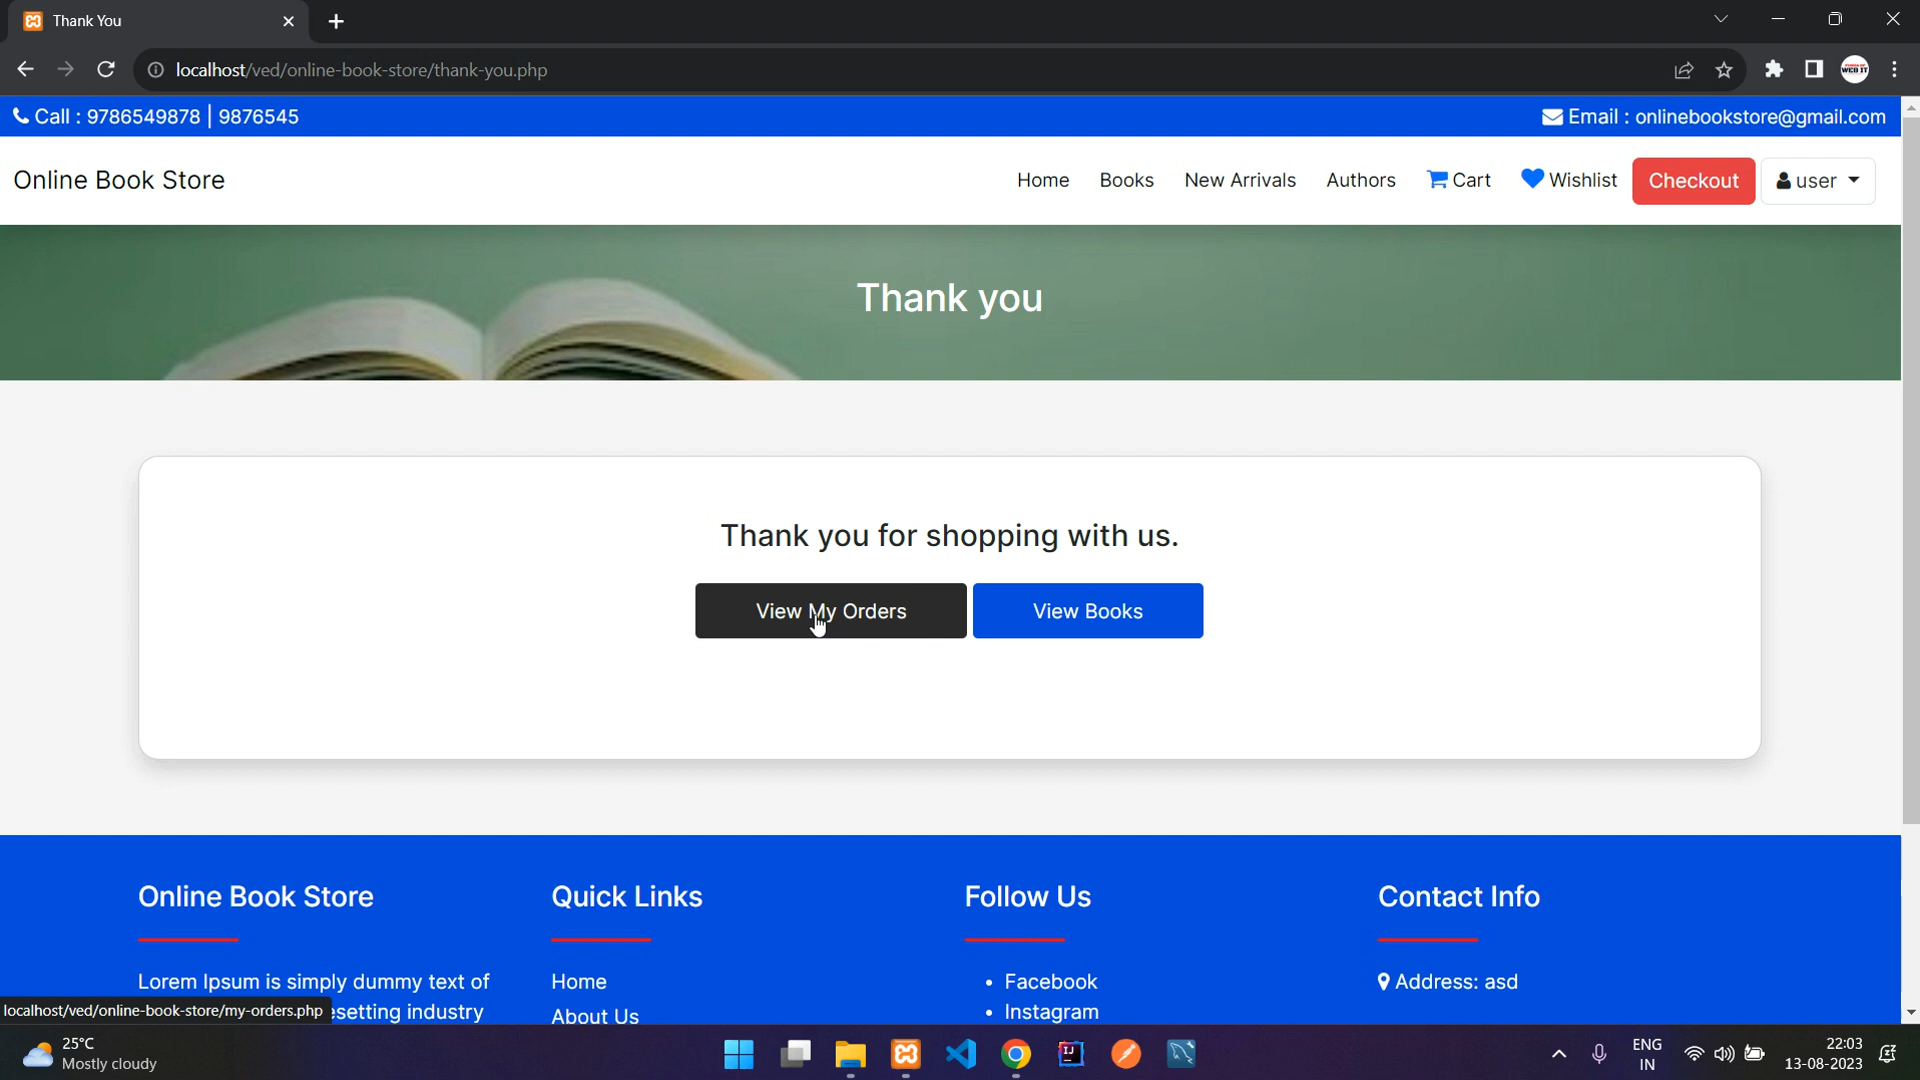 Thank You
localhost/ved/online-book-store/thank-you.php
WEB IT
Call : 9786549878 | 9876545
Email : onlinebookstore@gmail.com
Online Book Store
Home
Books
New Arrivals
Authors
Cart
Wishlist
Checkout
user
Thank you
Thank you for shopping with us.
View My Orders
View Books
Online Book Store
Quick Links
Follow Us
Contact Info
Lorem Ipsum is simply dummy text of
Home
Facebook
Address: asd
localhost/ved/online-book-store/my-orders.php
esetting industry
About Us
Instagram
25°C
Mostly cloudy
ENG
IN
22:03
13-08-2023